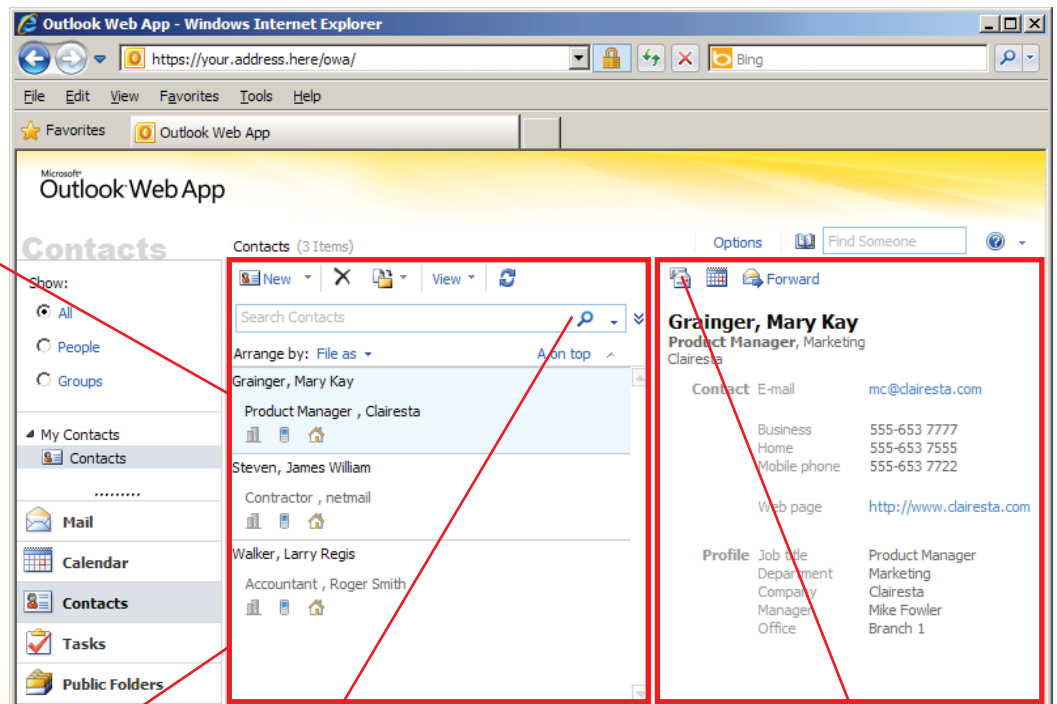 Outlook Web App - Windows Internet Explorer
https://your.address.here/owa/
Bing
File Edit View Favorites Tools Help
Favorites
Outlook Web App
Microsoft®
Outlook Web App
Contacts
Contacts (3 Items)
Options
Find Someone
Show:
All
People
Groups
My Contacts
Contacts
.........
Mail
Calendar
Contacts
Tasks
Public Folders
New
View
Search Contacts
Arrange by: File as
A on top
Grainger, Mary Kay
Product Manager , Clairesta
Steven, James William
Contractor , netmail
Walker, Larry Regis
Accountant , Roger Smith
Forward
Grainger, Mary Kay
Product Manager, Marketing
Clairesta
Contact E-mail mc@clairesta.com
Business 555-653 7777
Home 555-653 7555
Mobile phone 555-653 7722
Web page http://www.clairesta.com
Profile Job title Product Manager
Department Marketing
Company Clairesta
Manager Mike Fowler
Office Branch 1